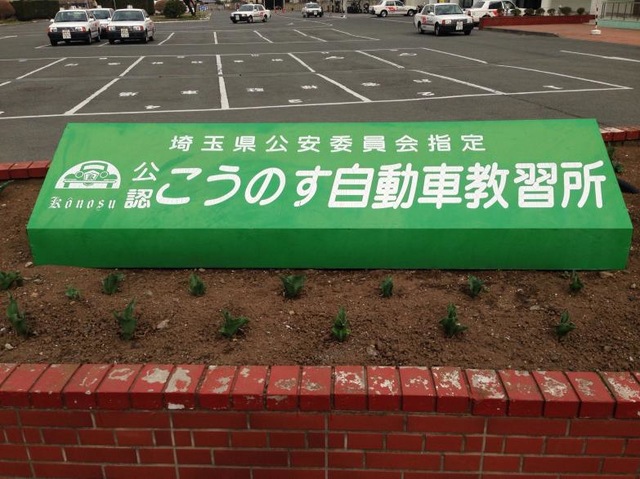 埼玉県公安委員会指定
公認 こうのす自動車教習所
Kōnosu